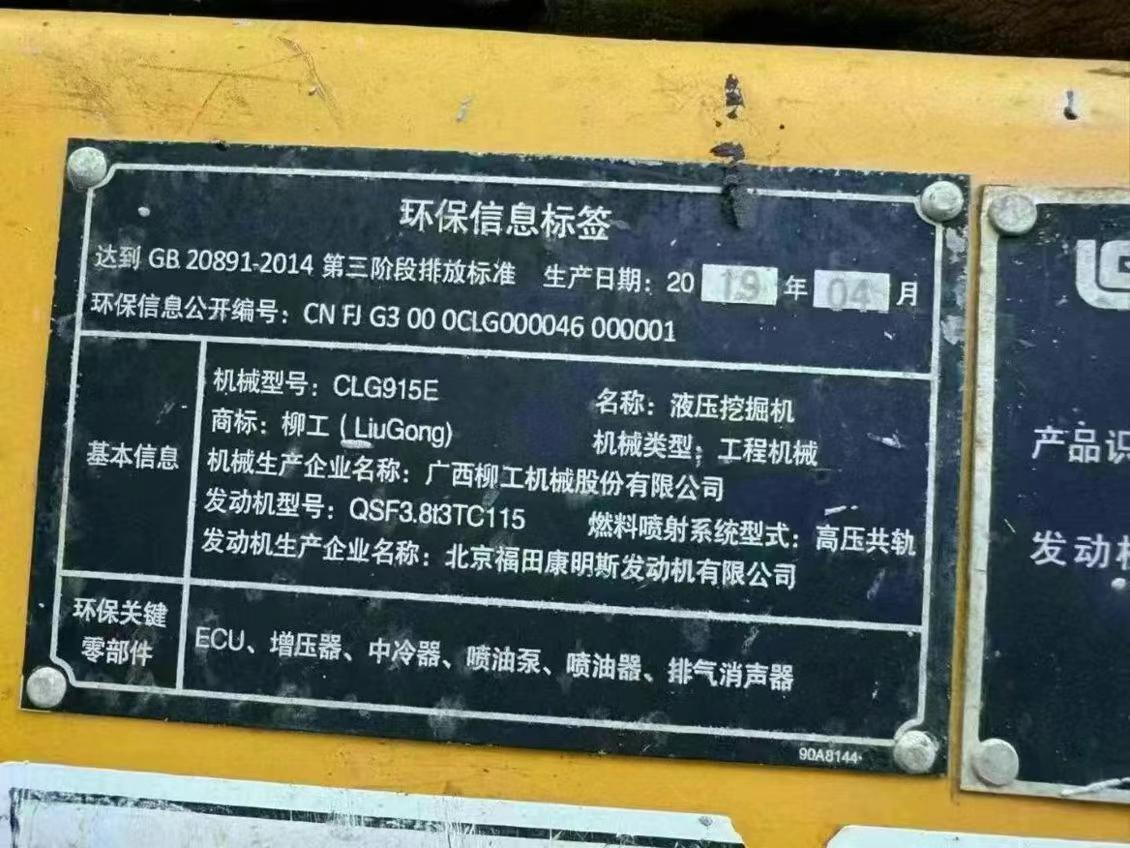 环保信息标签
达到 GB 20891-2014 第三阶段排放标准 生产日期：2019年04月
环保信息公开编号：CN FJ G3 00 0CLG000046 000001
基本信息
机械型号：CLG915E 名称：液压挖掘机
商标：柳工（LiuGong) 机械类型：工程机械
机械生产企业名称：广西柳工机械股份有限公司
发动机型号：QSF3.8t3TC115 燃料喷射系统型式：高压共轨
发动机生产企业名称：北京福田康明斯发动机有限公司
环保关键
零部件
ECU、增压器、中冷器、喷油泵、喷油器、排气消声器
90A8144
LG
产品识
发动机